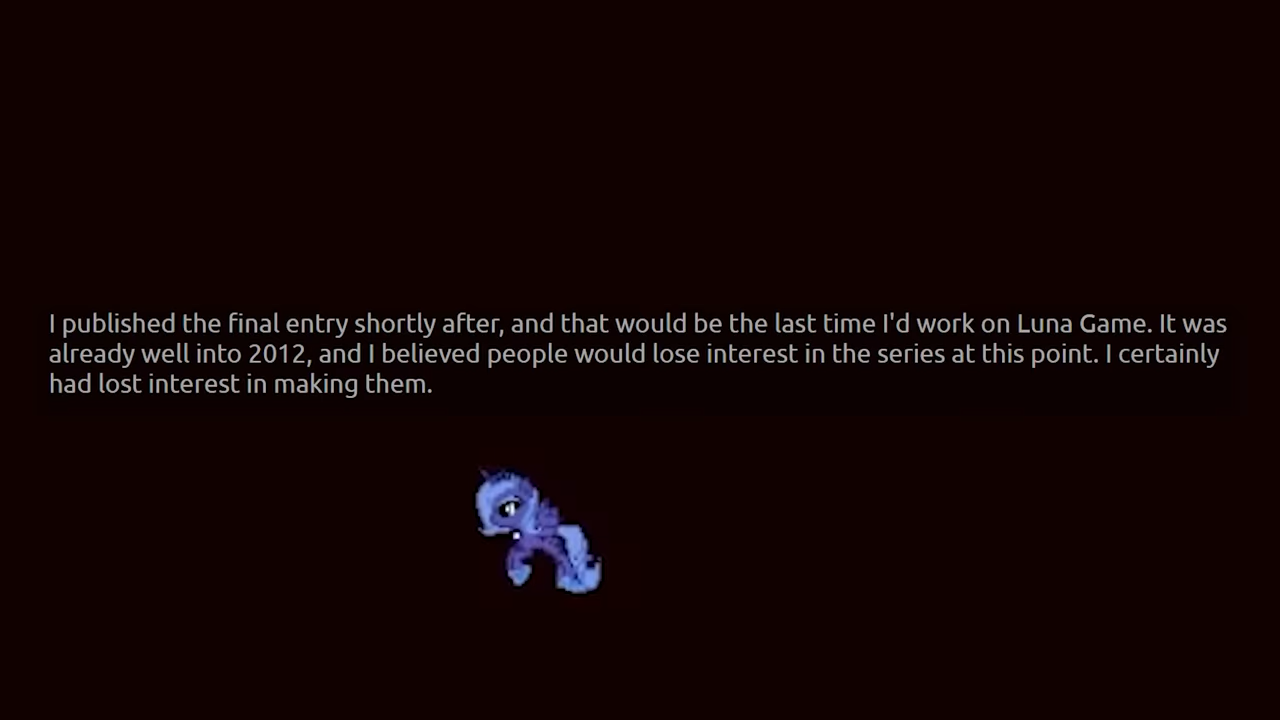 I published the final entry shortly after, and that would be the last time I'd work on Luna Game. It was
already well into 2012, and I believed people would lose interest in the series at this point. I certainly
had lost interest in making them.